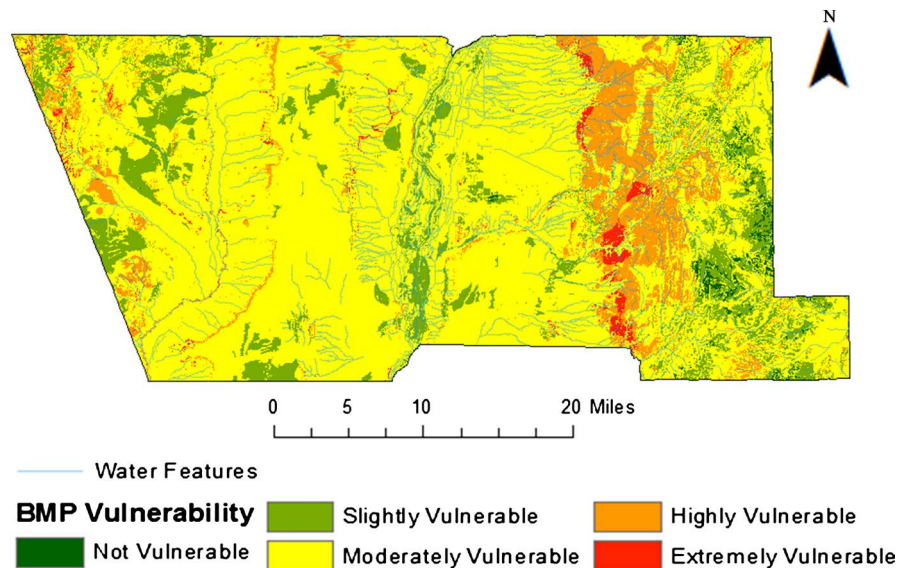 N
0 5 10 20 Miles
Water Features
BMP Vulnerability
Not Vulnerable
Slightly Vulnerable
Moderately Vulnerable
Highly Vulnerable
Extremely Vulnerable